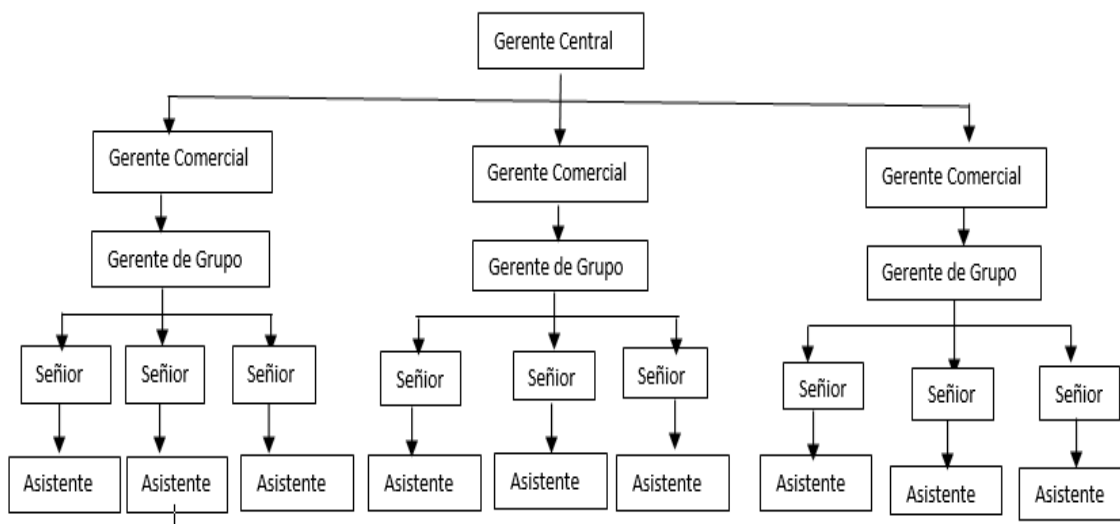 Gerente Central
Gerente Comercial
Gerente Comercial
Gerente Comercial
Gerente de Grupo
Gerente de Grupo
Gerente de Grupo
Señior
Señior
Señior
Señior
Señior
Señior
Señior
Señior
Señior
Asistente
Asistente
Asistente
Asistente
Asistente
Asistente
Asistente
Asistente
Asistente